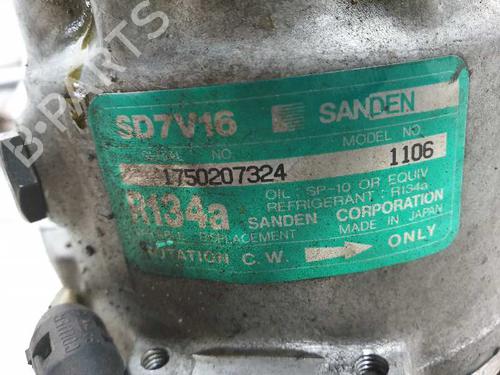 SD7V16 SANDEN
NO. MODEL NO.
1750207324 1106
OIL: SP-10 OR EQUIV
R134a REFRIGERANT: R134a
SANDEN CORPORATION
DISPLACEMENT MADE IN JAPAN
ROTATION C.W. ONLY
B-PARTS